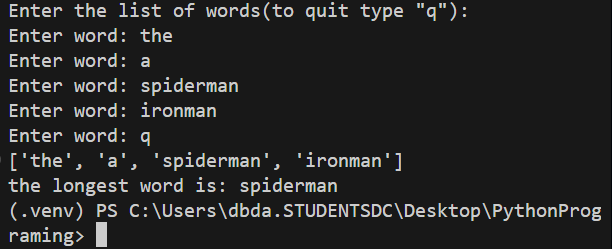 Enter the list of words(to quit type "q"):
Enter word: the
Enter word: a
Enter word: spiderman
Enter word: ironman
Enter word: q
['the', 'a', 'spiderman', 'ironman']
the longest word is: spiderman
(.venv) PS C:\Users\dbda.STUDENTSDC\Desktop\PythonProg
raming>